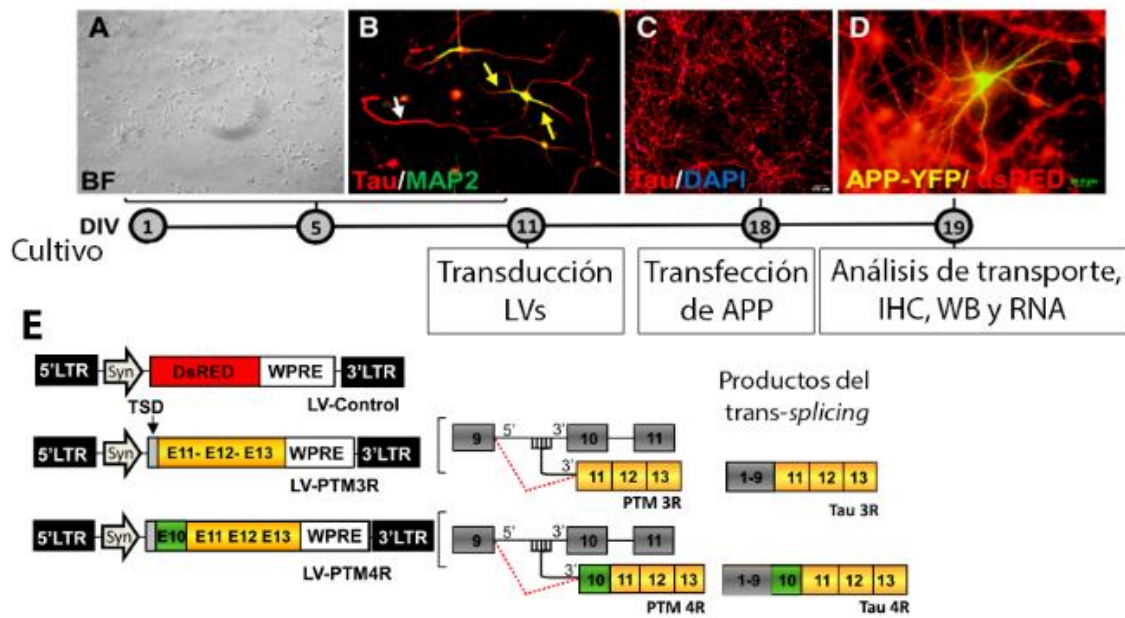 A
BF
B
Tau/MAP2
C
Tau/DAPI
D
APP-YFP/ dsRED
DIV 1 5 11 18 19
Cultivo
Transducción
LVs
Transfección
de APP
Análisis de transporte,
IHC, WB y RNA
E
5'LTR Syn DsRED WPRE 3'LTR
LV-Control
TSD
5'LTR Syn E11- E12- E13 WPRE 3'LTR
LV-PTM3R
9 5' 3' 10 11
3' 11 12 13
PTM 3R
Productos del
trans-splicing
1-9 11 12 13
Tau 3R
5'LTR Syn E10 E11 E12 E13 WPRE 3'LTR
LV-PTM4R
9 5' 3' 10 11
3' 10 11 12 13
PTM 4R
1-9 10 11 12 13
Tau 4R